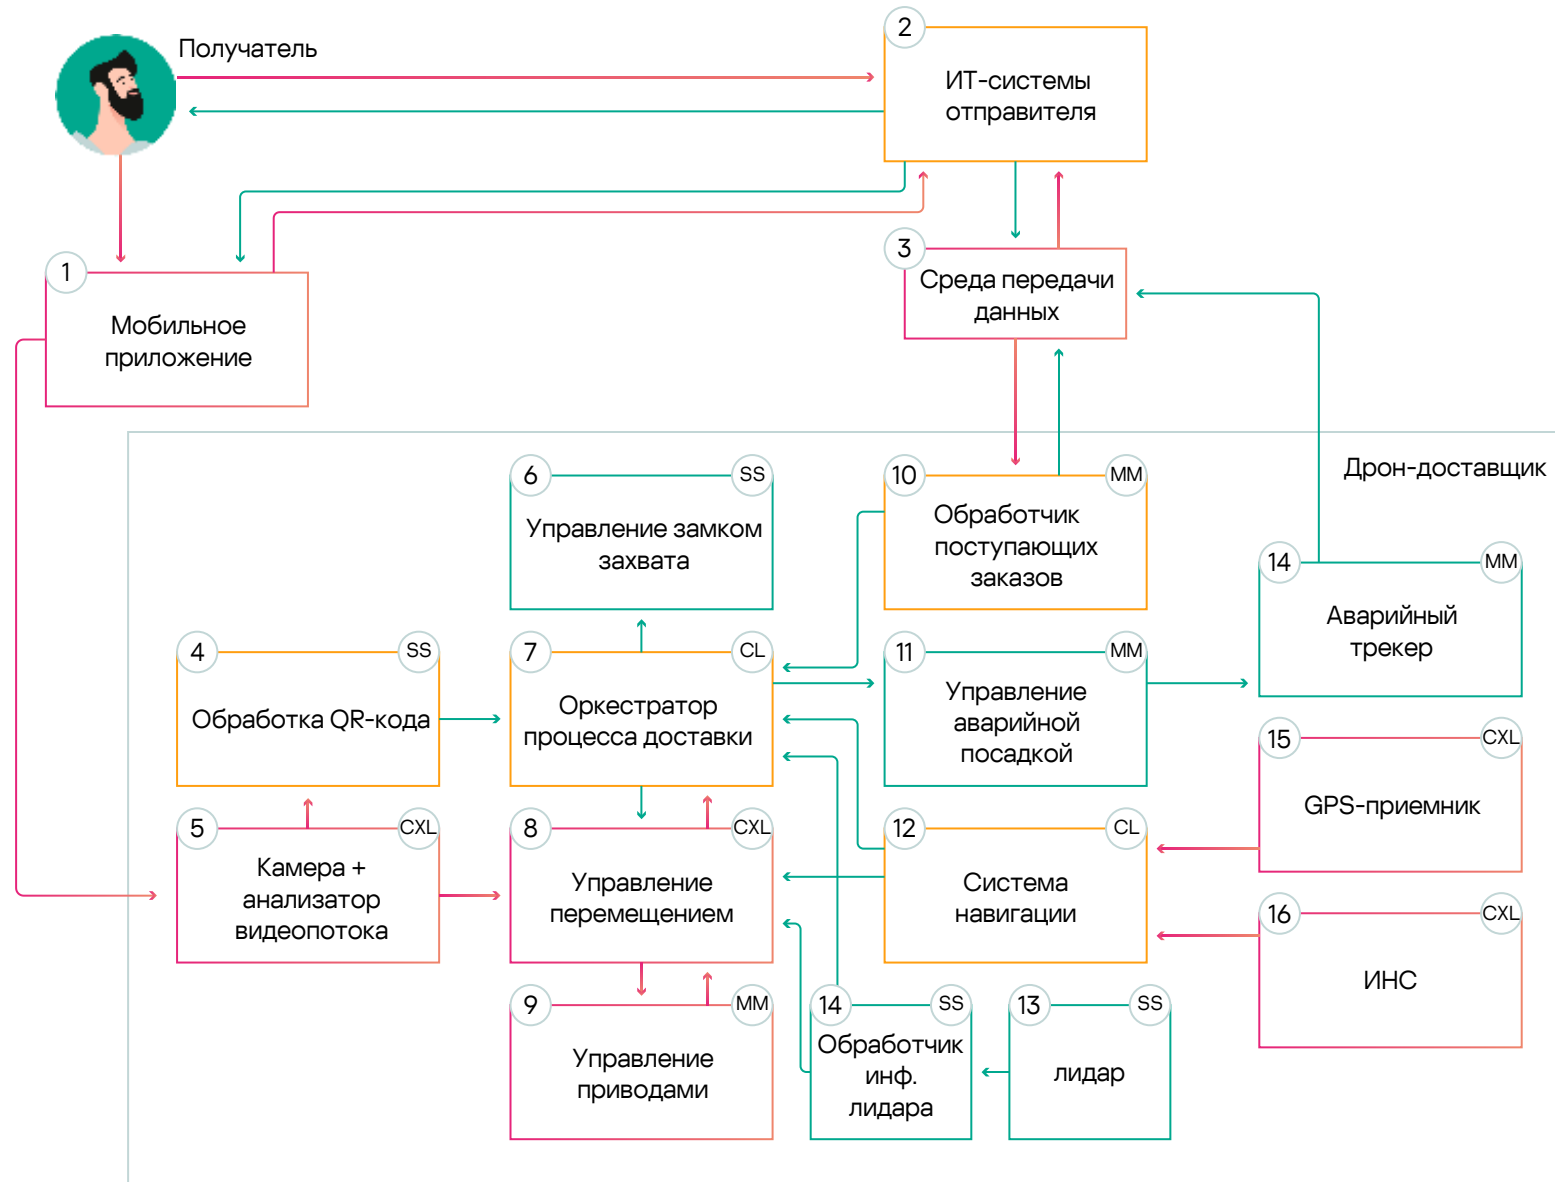 Получатель
2
ИТ-системы
отправителя
3
Среда передачи
данных
1
Мобильное
приложение
Дрон-доставщик
6
SS
Управление замком
захвата
10
MM
Обработчик
поступающих
заказов
14
MM
Аварийный
трекер
4
SS
Обработка QR-кода
7
CL
Оркестратор
процесса доставки
11
MM
Управление
аварийной
посадкой
15
CXL
GPS-приемник
5
CXL
Камера +
анализатор
видеопотока
8
CXL
Управление
перемещением
12
CL
Система
навигации
16
CXL
ИНС
9
MM
Управление
приводами
14
SS
Обработчик
инф.
лидара
13
SS
лидар